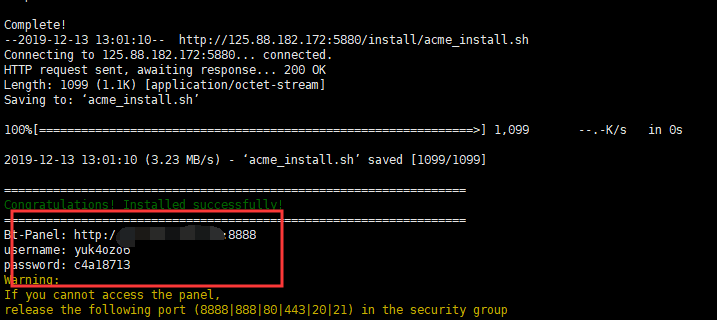 Complete!
--2019-12-13 13:01:10--  http://125.88.182.172:5880/install/acme_install.sh
Connecting to 125.88.182.172:5880... connected.
HTTP request sent, awaiting response... 200 OK
Length: 1099 (1.1K) [application/octet-stream]
Saving to: ‘acme_install.sh’
100%[===========================================================>] 1,099       --.-K/s   in 0s
2019-12-13 13:01:10 (3.23 MB/s) - ‘acme_install.sh’ saved [1099/1099]
==================================================================
Congratulations! Installed successfully!
==================================================================
Bt-Panel: http:/ :8888
username: yuk4ozo6
password: c4a18713
Warning:
If you cannot access the panel,
release the following port (8888|888|80|443|20|21) in the security group